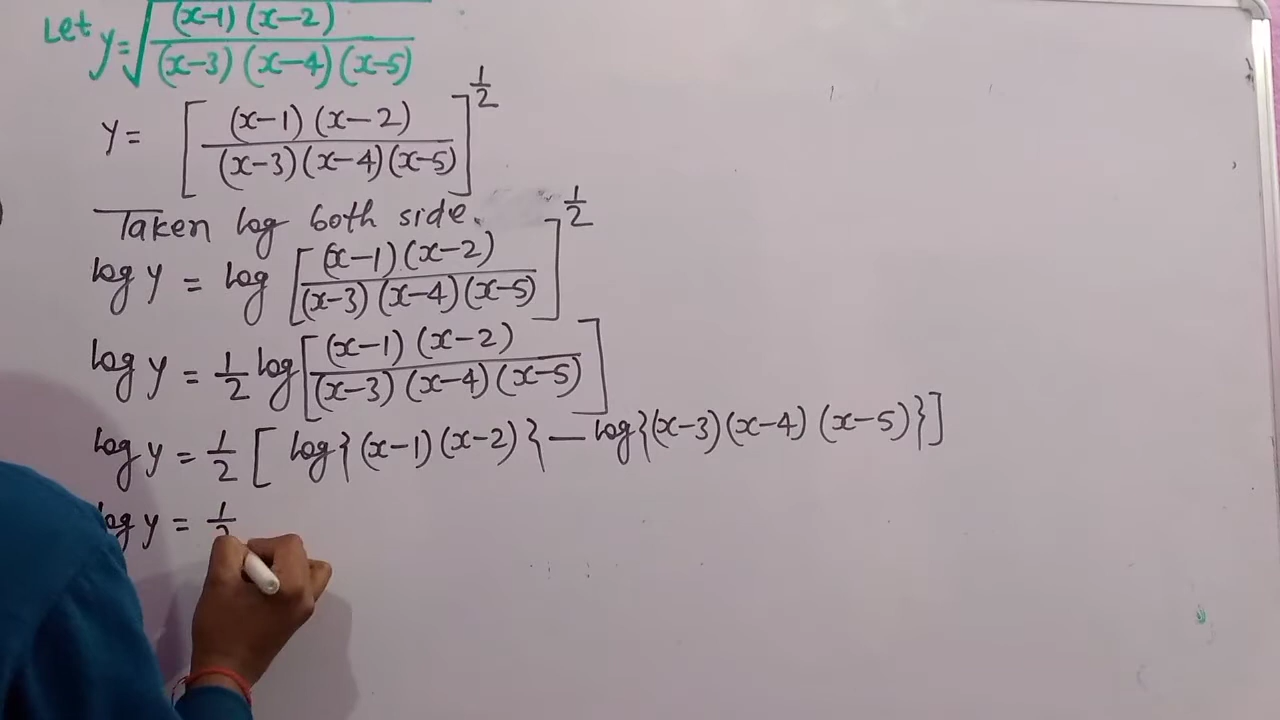 Let y = √((x-1)(x-2) / (x-3)(x-4)(x-5))
y = [(x-1)(x-2) / (x-3)(x-4)(x-5)]^(1/2)
Taken log both side.
log y = log [(x-1)(x-2) / (x-3)(x-4)(x-5)]^(1/2)
log y = 1/2 log [(x-1)(x-2) / (x-3)(x-4)(x-5)]
log y = 1/2 [log{(x-1)(x-2)} — log{(x-3)(x-4)(x-5)}]
log y = 1/2